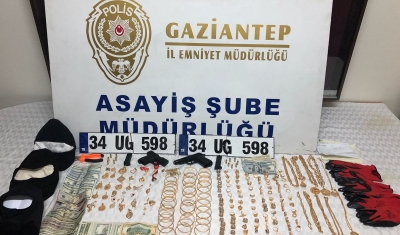 POLİS
GAZİANTEP
İL EMNİYET MÜDÜRLÜĞÜ
ASAYİŞ ŞUBE
MÜDÜRLÜĞÜ
34 UG 598
34 UG 598